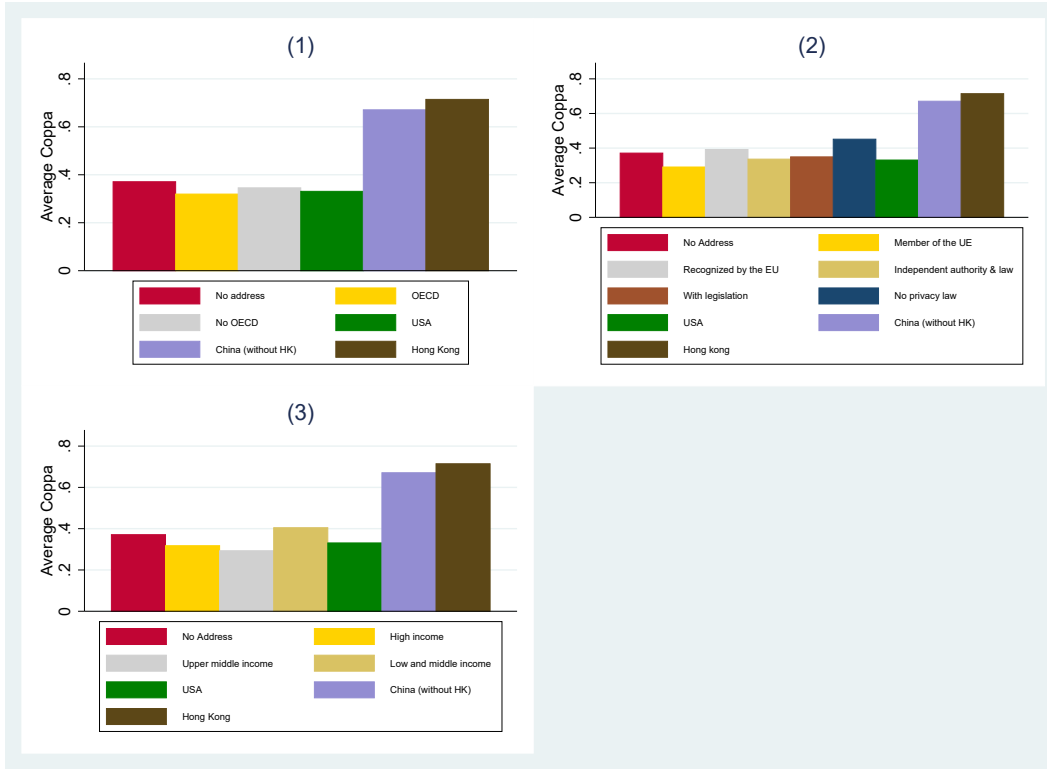 (1)
Average Coppa
.8
.6
.4
.2
0
No address
OECD
No OECD
USA
China (without HK)
Hong Kong
(2)
Average Coppa
.8
.6
.4
.2
0
No Address
Member of the UE
Recognized by the EU
Independent authority & law
With legislation
No privacy law
USA
China (without HK)
Hong kong
(3)
Average Coppa
.8
.6
.4
.2
0
No Address
High income
Upper middle income
Low and middle income
USA
China (without HK)
Hong Kong